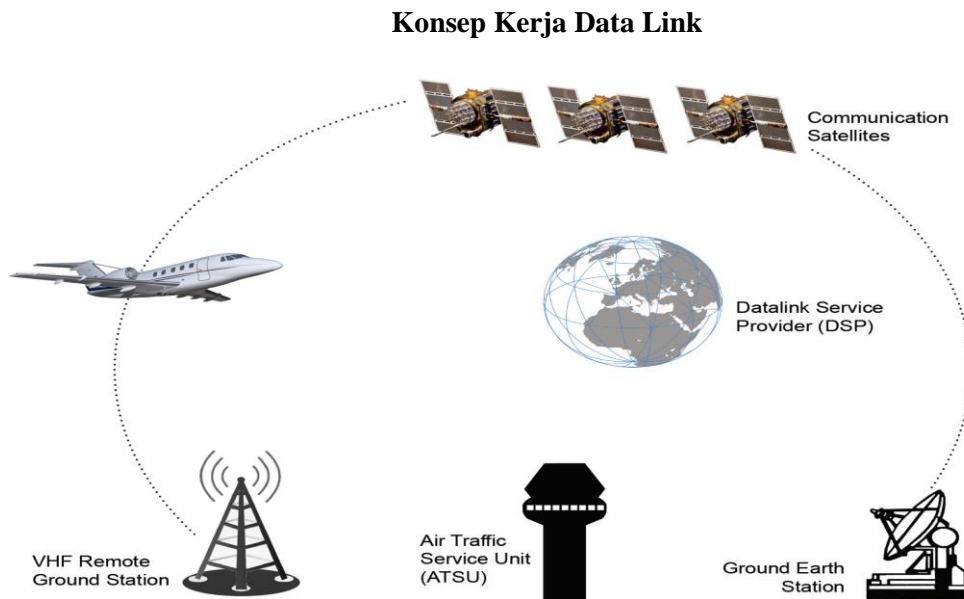 Konsep Kerja Data Link
Communication
Satellites
Datalink Service
Provider (DSP)
VHF Remote
Ground Station
Air Traffic
Service Unit
(ATSU)
Ground Earth
Station